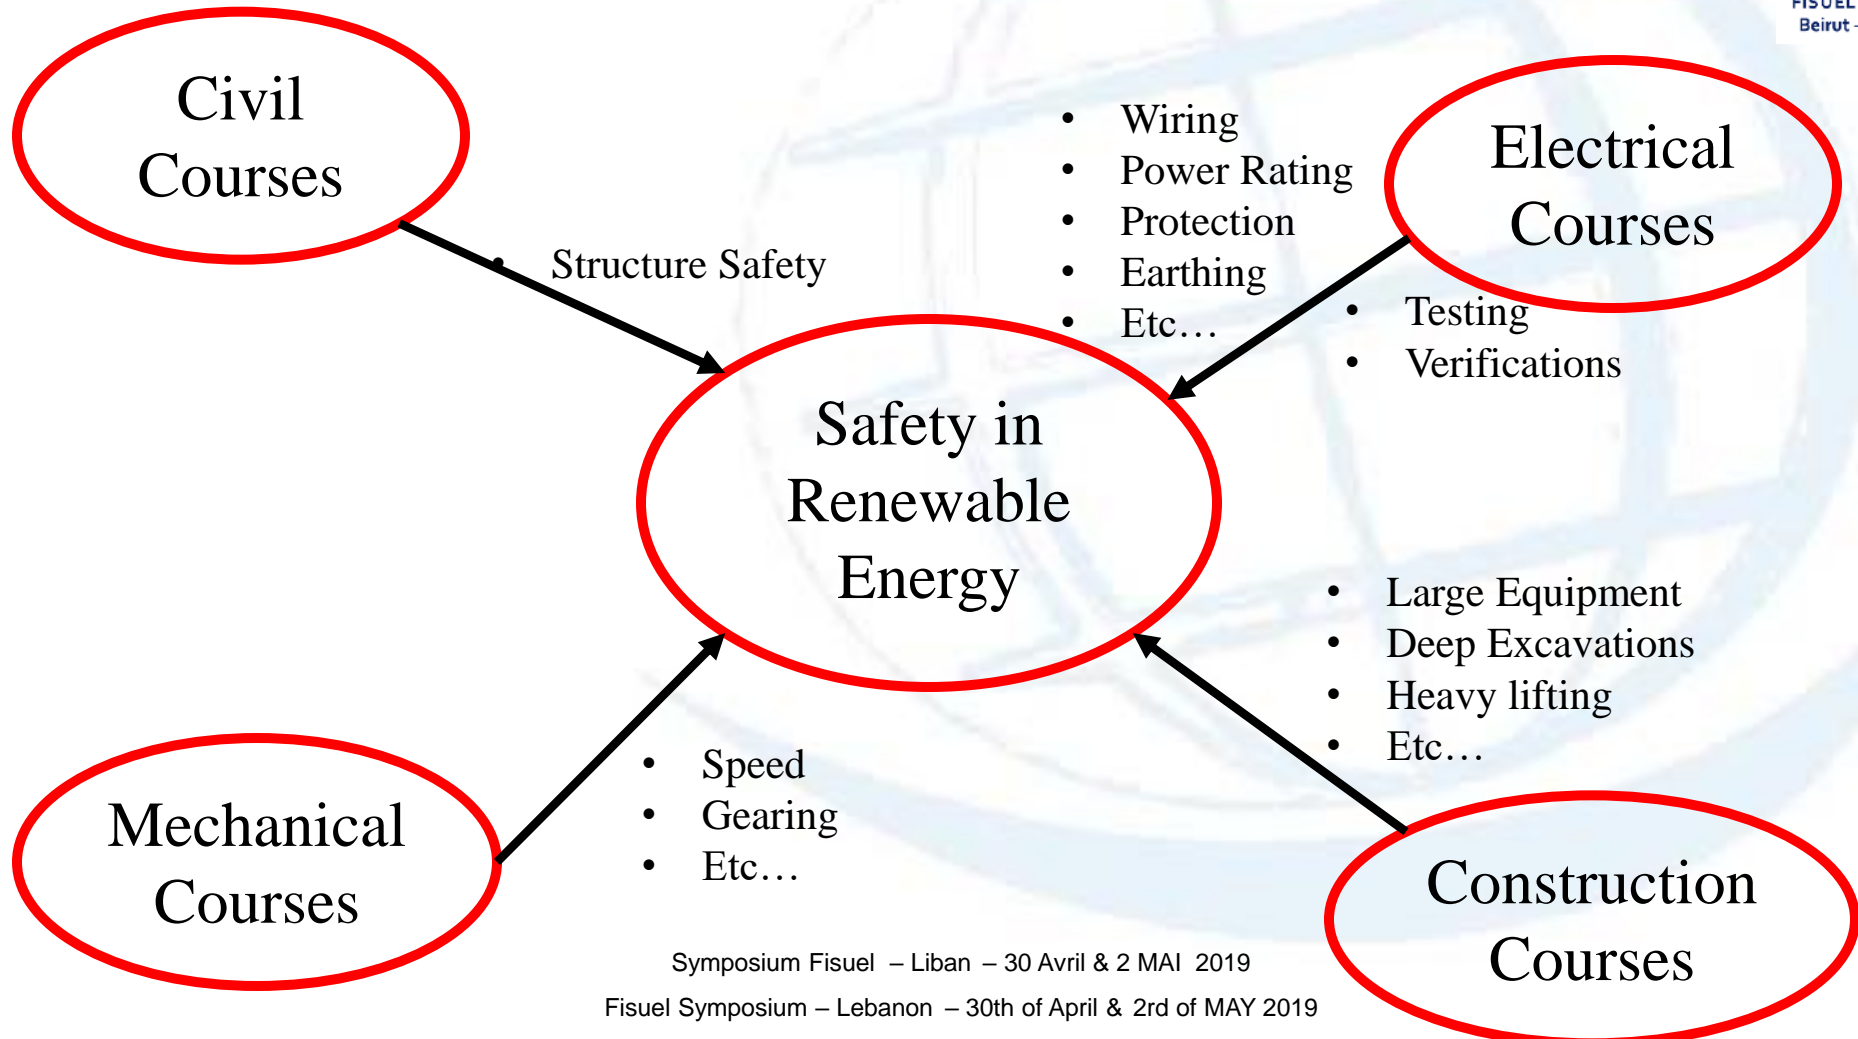 FISUEL
Beirut -
Civil
Courses
• Structure Safety
• Wiring
• Power Rating
• Protection
• Earthing
• Etc…
Electrical
Courses
• Testing
• Verifications
Safety in
Renewable
Energy
• Large Equipment
• Deep Excavations
• Heavy lifting
• Etc…
Mechanical
Courses
• Speed
• Gearing
• Etc…
Construction
Courses
Symposium Fisuel – Liban – 30 Avril & 2 MAI 2019
Fisuel Symposium – Lebanon – 30th of April & 2rd of MAY 2019